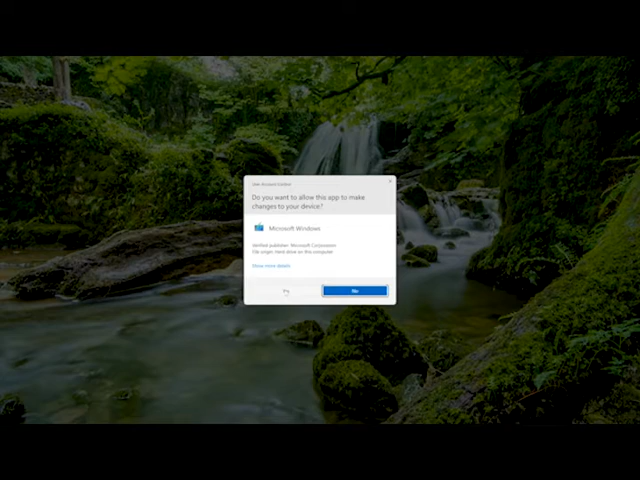 User Account Control
Do you want to allow this app to make
changes to your device?
Microsoft Windows
Verified publisher: Microsoft Corporation
File origin: Hard drive on this computer
Show more details
Yes
No